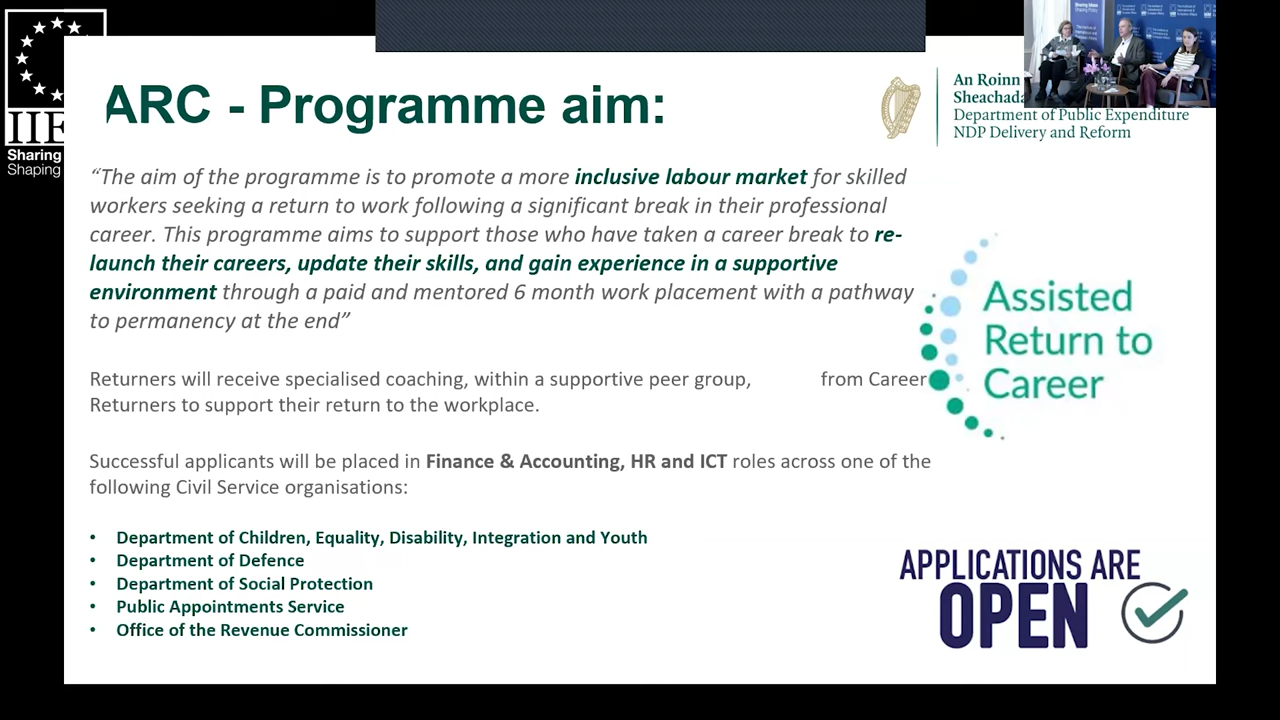 IIE
Sharing
Shaping
ARC - Programme aim:
An Roinn
Sheachada
Department of Public Expenditure
NDP Delivery and Reform
“The aim of the programme is to promote a more inclusive labour market for skilled
workers seeking a return to work following a significant break in their professional
career. This programme aims to support those who have taken a career break to re-
launch their careers, update their skills, and gain experience in a supportive
environment through a paid and mentored 6 month work placement with a pathway
to permanency at the end”
Assisted
Return to
Career
Returners will receive specialised coaching, within a supportive peer group, from Career
Returners to support their return to the workplace.
Successful applicants will be placed in Finance & Accounting, HR and ICT roles across one of the
following Civil Service organisations:
• Department of Children, Equality, Disability, Integration and Youth
• Department of Defence
• Department of Social Protection
• Public Appointments Service
• Office of the Revenue Commissioner
APPLICATIONS ARE
OPEN